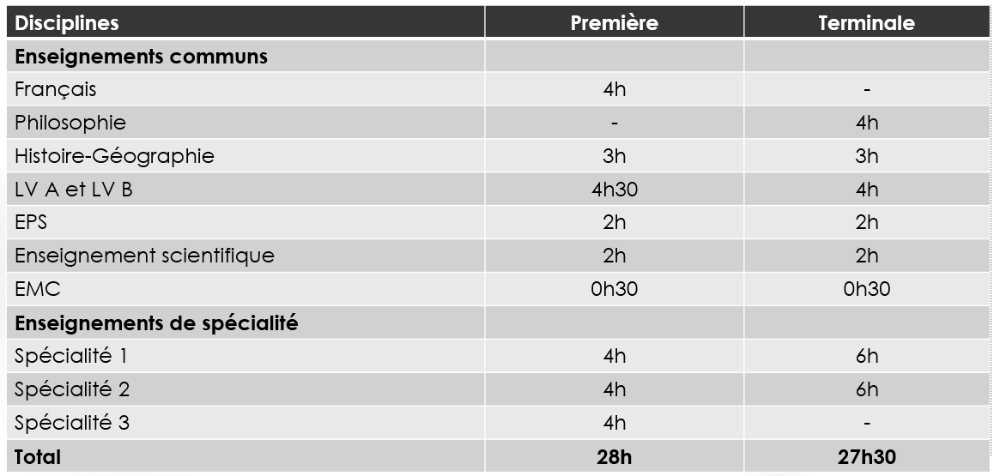 Disciplines Première Terminale
Enseignements communs
Français 4h -
Philosophie - 4h
Histoire-Géographie 3h 3h
LV A et LV B 4h30 4h
EPS 2h 2h
Enseignement scientifique 2h 2h
EMC 0h30 0h30
Enseignements de spécialité
Spécialité 1 4h 6h
Spécialité 2 4h 6h
Spécialité 3 4h -
Total 28h 27h30